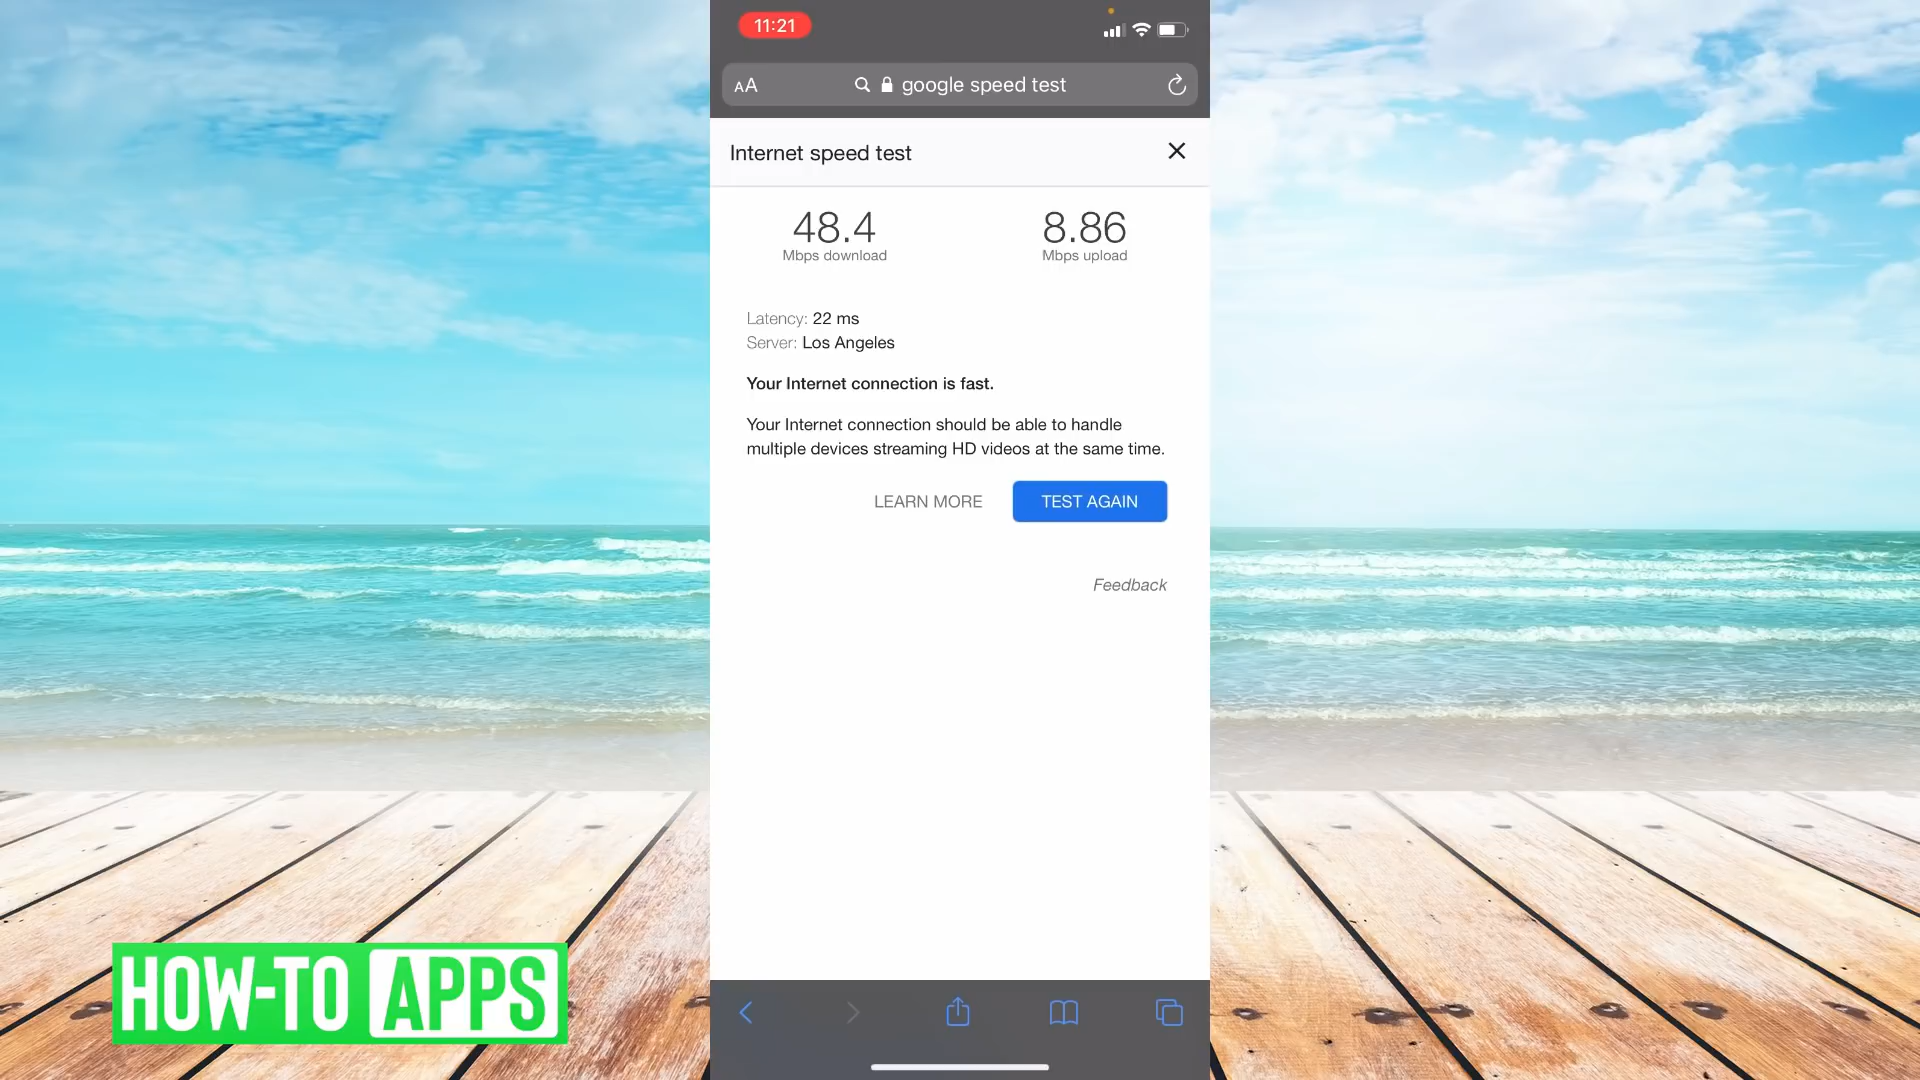 11:21
AA google speed test
Internet speed test
48.4
Mbps download
8.86
Mbps upload
Latency: 22 ms
Server: Los Angeles
Your Internet connection is fast.
Your Internet connection should be able to handle
multiple devices streaming HD videos at the same time.
LEARN MORE
TEST AGAIN
Feedback
HOW-TO APPS